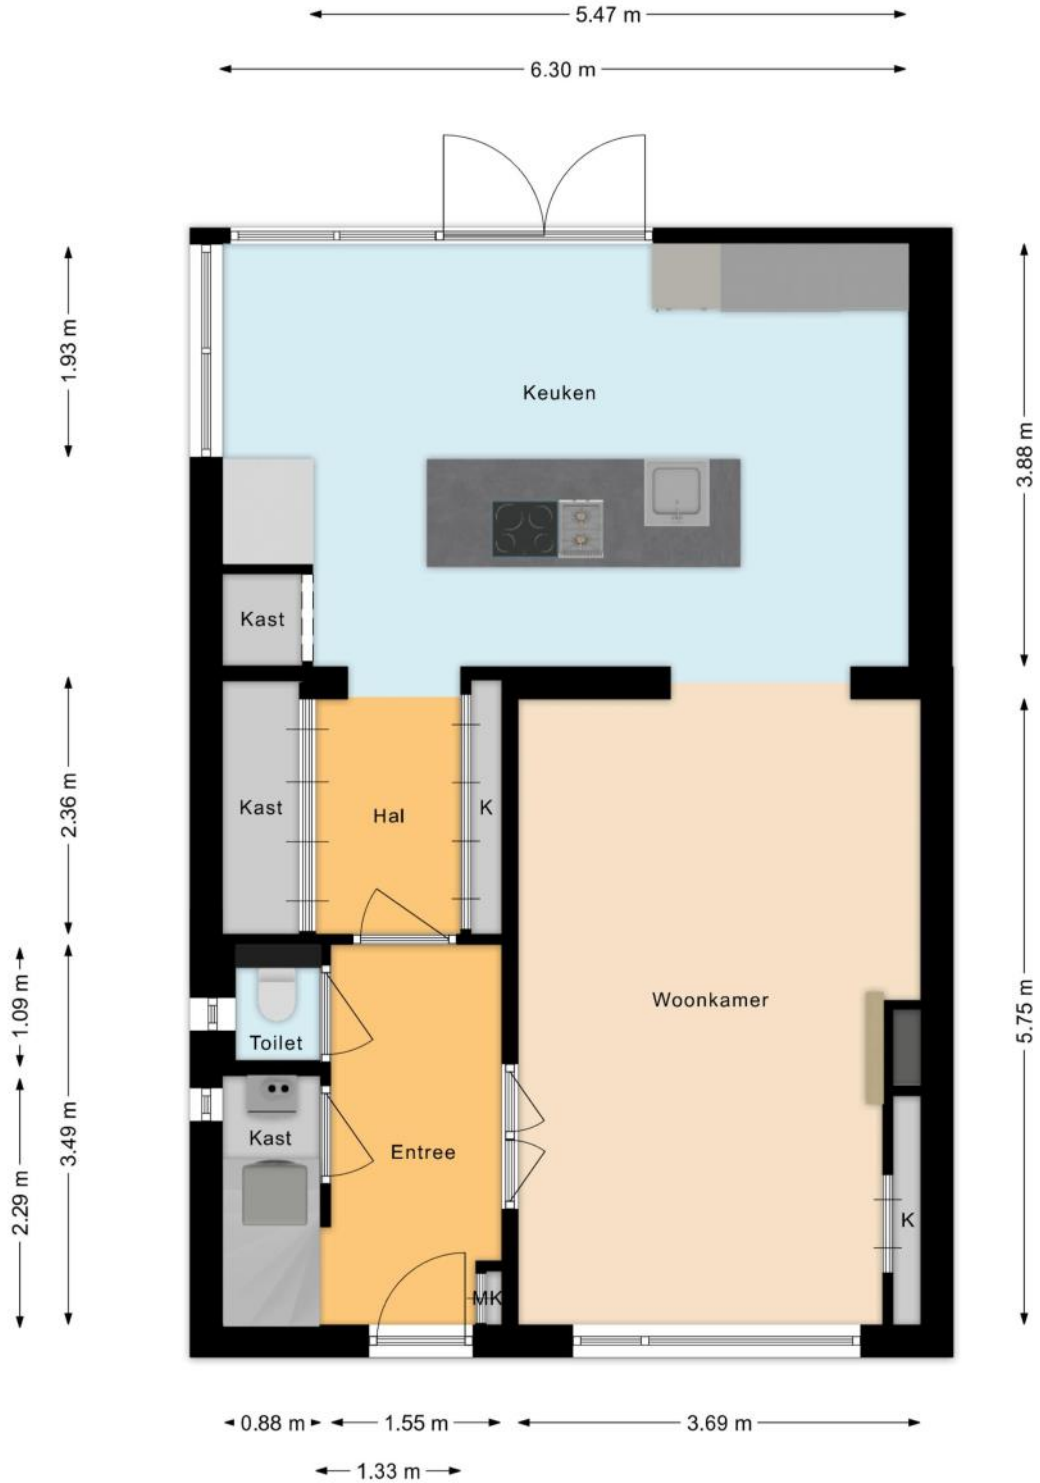 5.47 m
6.30 m
1.93 m
Keuken
3.88 m
Kast
2.36 m
Kast
Hal
K
1.09 m
Toilet
Woonkamer
5.75 m
3.49 m
Kast
Entree
2.29 m
K
MK
0.88 m
1.55 m
3.69 m
1.33 m